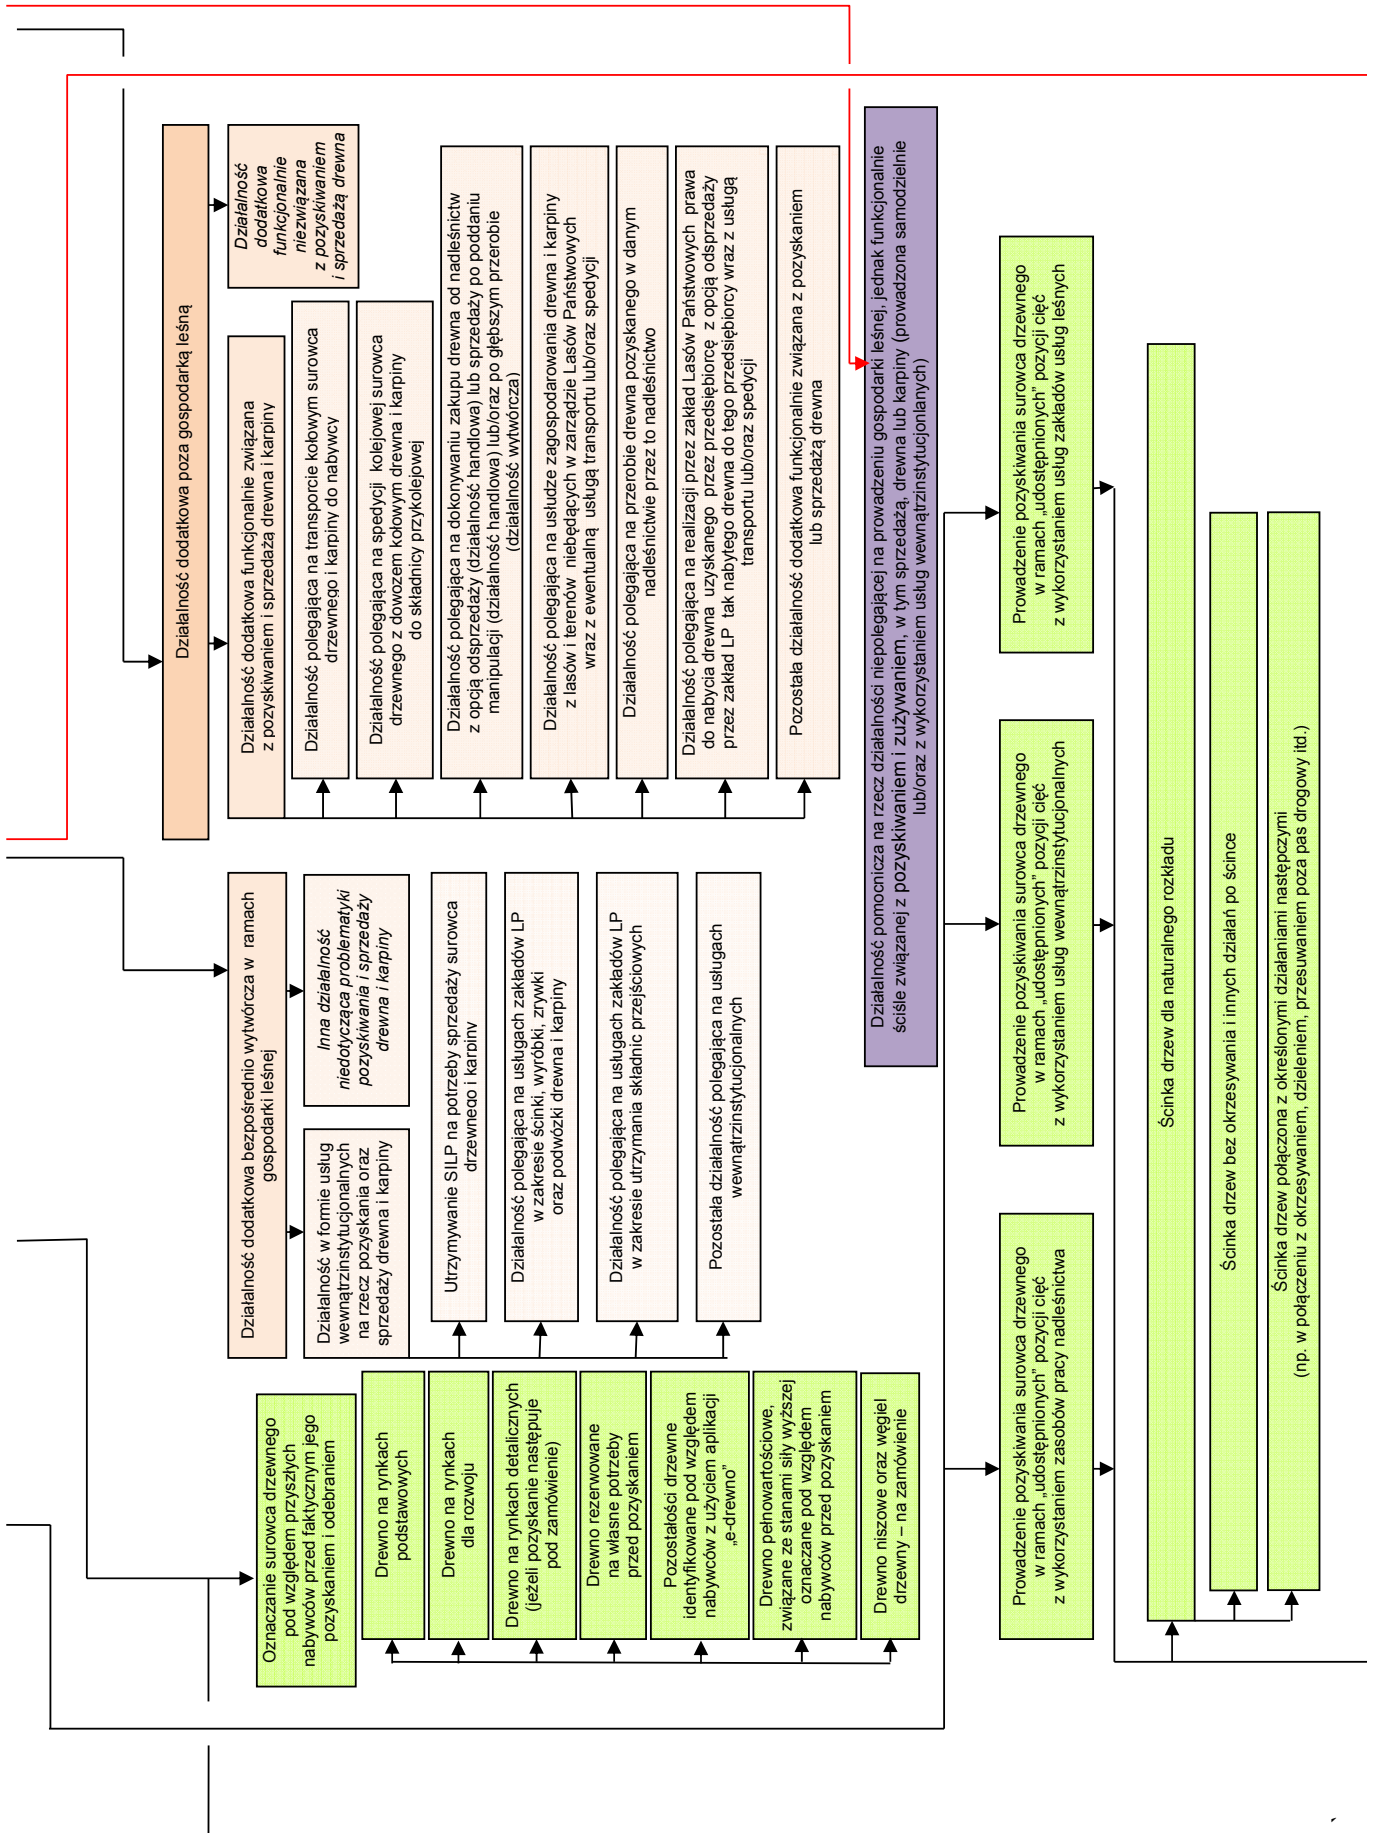 Działalność dodatkowa poza gospodarką leśną
Działalność dodatkowa funkcjonalnie związana
z pozyskiwaniem i sprzedażą drewna i karpiny
Działalność
dodatkowa
funkcjonalnie
niezwiązana
z pozyskiwaniem
i sprzedażą drewna
Działalność polegająca na transporcie kołowym surowca
drzewnego i karpiny do nabywcy
Działalność polegająca na spedycji kolejowej surowca
drzewnego z dowozem kołowym drewna i karpiny
do składnicy przykolejowej
Działalność polegająca na dokonywaniu zakupu drewna od nadleśnictw
z opcją odsprzedaży (działalność handlowa) lub sprzedaży po poddaniu
manipulacji (działalność handlowa) lub/oraz po głębszym przerobie
(działalność wytwórcza)
Działalność polegająca na usłudze zagospodarowania drewna i karpiny
z lasów i terenów niebędących w zarządzie Lasów Państwowych
wraz z ewentualną usługą transportu lub/oraz spedycji
Działalność polegająca na przerobie drewna pozyskanego w danym
nadleśnictwie przez to nadleśnictwo
Działalność polegająca na realizacji przez zakład Lasów Państwowych prawa
do nabycia drewna uzyskanego przez przedsiębiorcę z opcją odsprzedaży
przez zakład LP tak nabytego drewna do tego przedsiębiorcy wraz z usługą
transportu lub/oraz spedycji
Pozostała działalność dodatkowa funkcjonalnie związana z pozyskaniem
lub sprzedażą drewna
Działalność dodatkowa bezpośrednio wytwórcza w ramach
gospodarki leśnej
Działalność w formie usług
wewnątrzinstytucjonalnych
na rzecz pozyskania oraz
sprzedaży drewna i karpiny
Inna działalność
niedotycząca problematyki
pozyskiwania i sprzedaży
drewna i karpiny
Utrzymywanie SILP na potrzeby sprzedaży surowca
drzewnego i karpiny
Działalność polegająca na usługach zakładów LP
w zakresie ścinki, wyróbki, zrywki
oraz podwózki drewna i karpiny
Działalność polegająca na usługach zakładów LP
w zakresie utrzymania składnic przejściowych
Pozostała działalność polegająca na usługach
wewnątrzinstytucjonalnych
Oznaczanie surowca drzewnego
pod względem przyszłych
nabywców przed faktycznym jego
pozyskaniem i odebraniem
Drewno na rynkach
podstawowych
Drewno na rynkach
dla rozwoju
Drewno na rynkach detalicznych
(jeżeli pozyskanie następuje
pod zamówienie)
Drewno rezerwowane
na własne potrzeby
przed pozyskaniem
Pozostałości drzewne
identyfikowane pod względem
nabywców z użyciem aplikacji
„e-drewno”
Drewno pełnowartościowe,
związane ze stanami siły wyższej
oznaczane pod względem
nabywców przed pozyskaniem
Drewno niszowe oraz węgiel
drzewny – na zamówienie
Działalność pomocnicza na rzecz działalności niepolegającej na prowadzeniu gospodarki leśnej, jednak funkcjonalnie
ściśle związanej z pozyskiwaniem i zużywaniem, w tym sprzedażą, drewna lub karpiny (prowadzona samodzielnie
lub/oraz z wykorzystaniem usług wewnątrzinstytucjonlanych)
Prowadzenie pozyskiwania surowca drzewnego
w ramach „udostępnionych” pozycji cięć
z wykorzystaniem zasobów pracy nadleśnictwa
Prowadzenie pozyskiwania surowca drzewnego
w ramach „udostępnionych” pozycji cięć
z wykorzystaniem usług wewnątrzinstytucjonalnych
Prowadzenie pozyskiwania surowca drzewnego
w ramach „udostępnionych” pozycji cięć
z wykorzystaniem usług zakładów usług leśnych
Ścinka drzew dla naturalnego rozkładu
Ścinka drzew bez okrzesywania i innych działań po ścince
Ścinka drzew połączona z określonymi działaniami następczymi
(np. w połączeniu z okrzesywaniem, dzieleniem, przesuwaniem poza pas drogowy itd.)